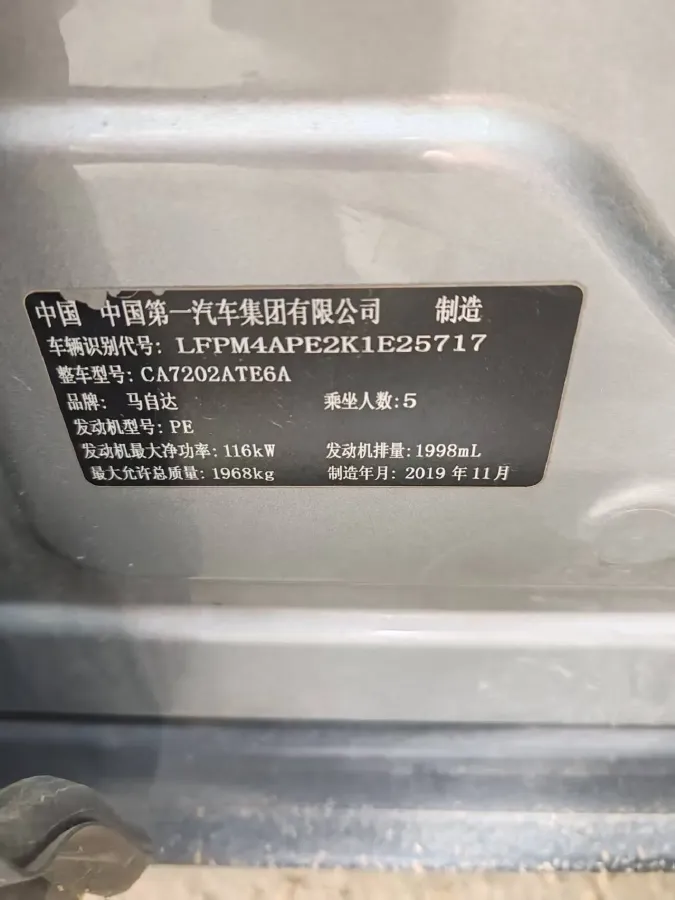 中国 中国第一汽车集团有限公司 制造
车辆识别代号: LFPM4APE2K1E25717
整车型号: CA7202ATE6A
品牌: 马自达 乘坐人数: 5
发动机型号: PE
发动机最大净功率: 116kW 发动机排量: 1998mL
最大允许总质量: 1968kg 制造年月: 2019 年 11 月